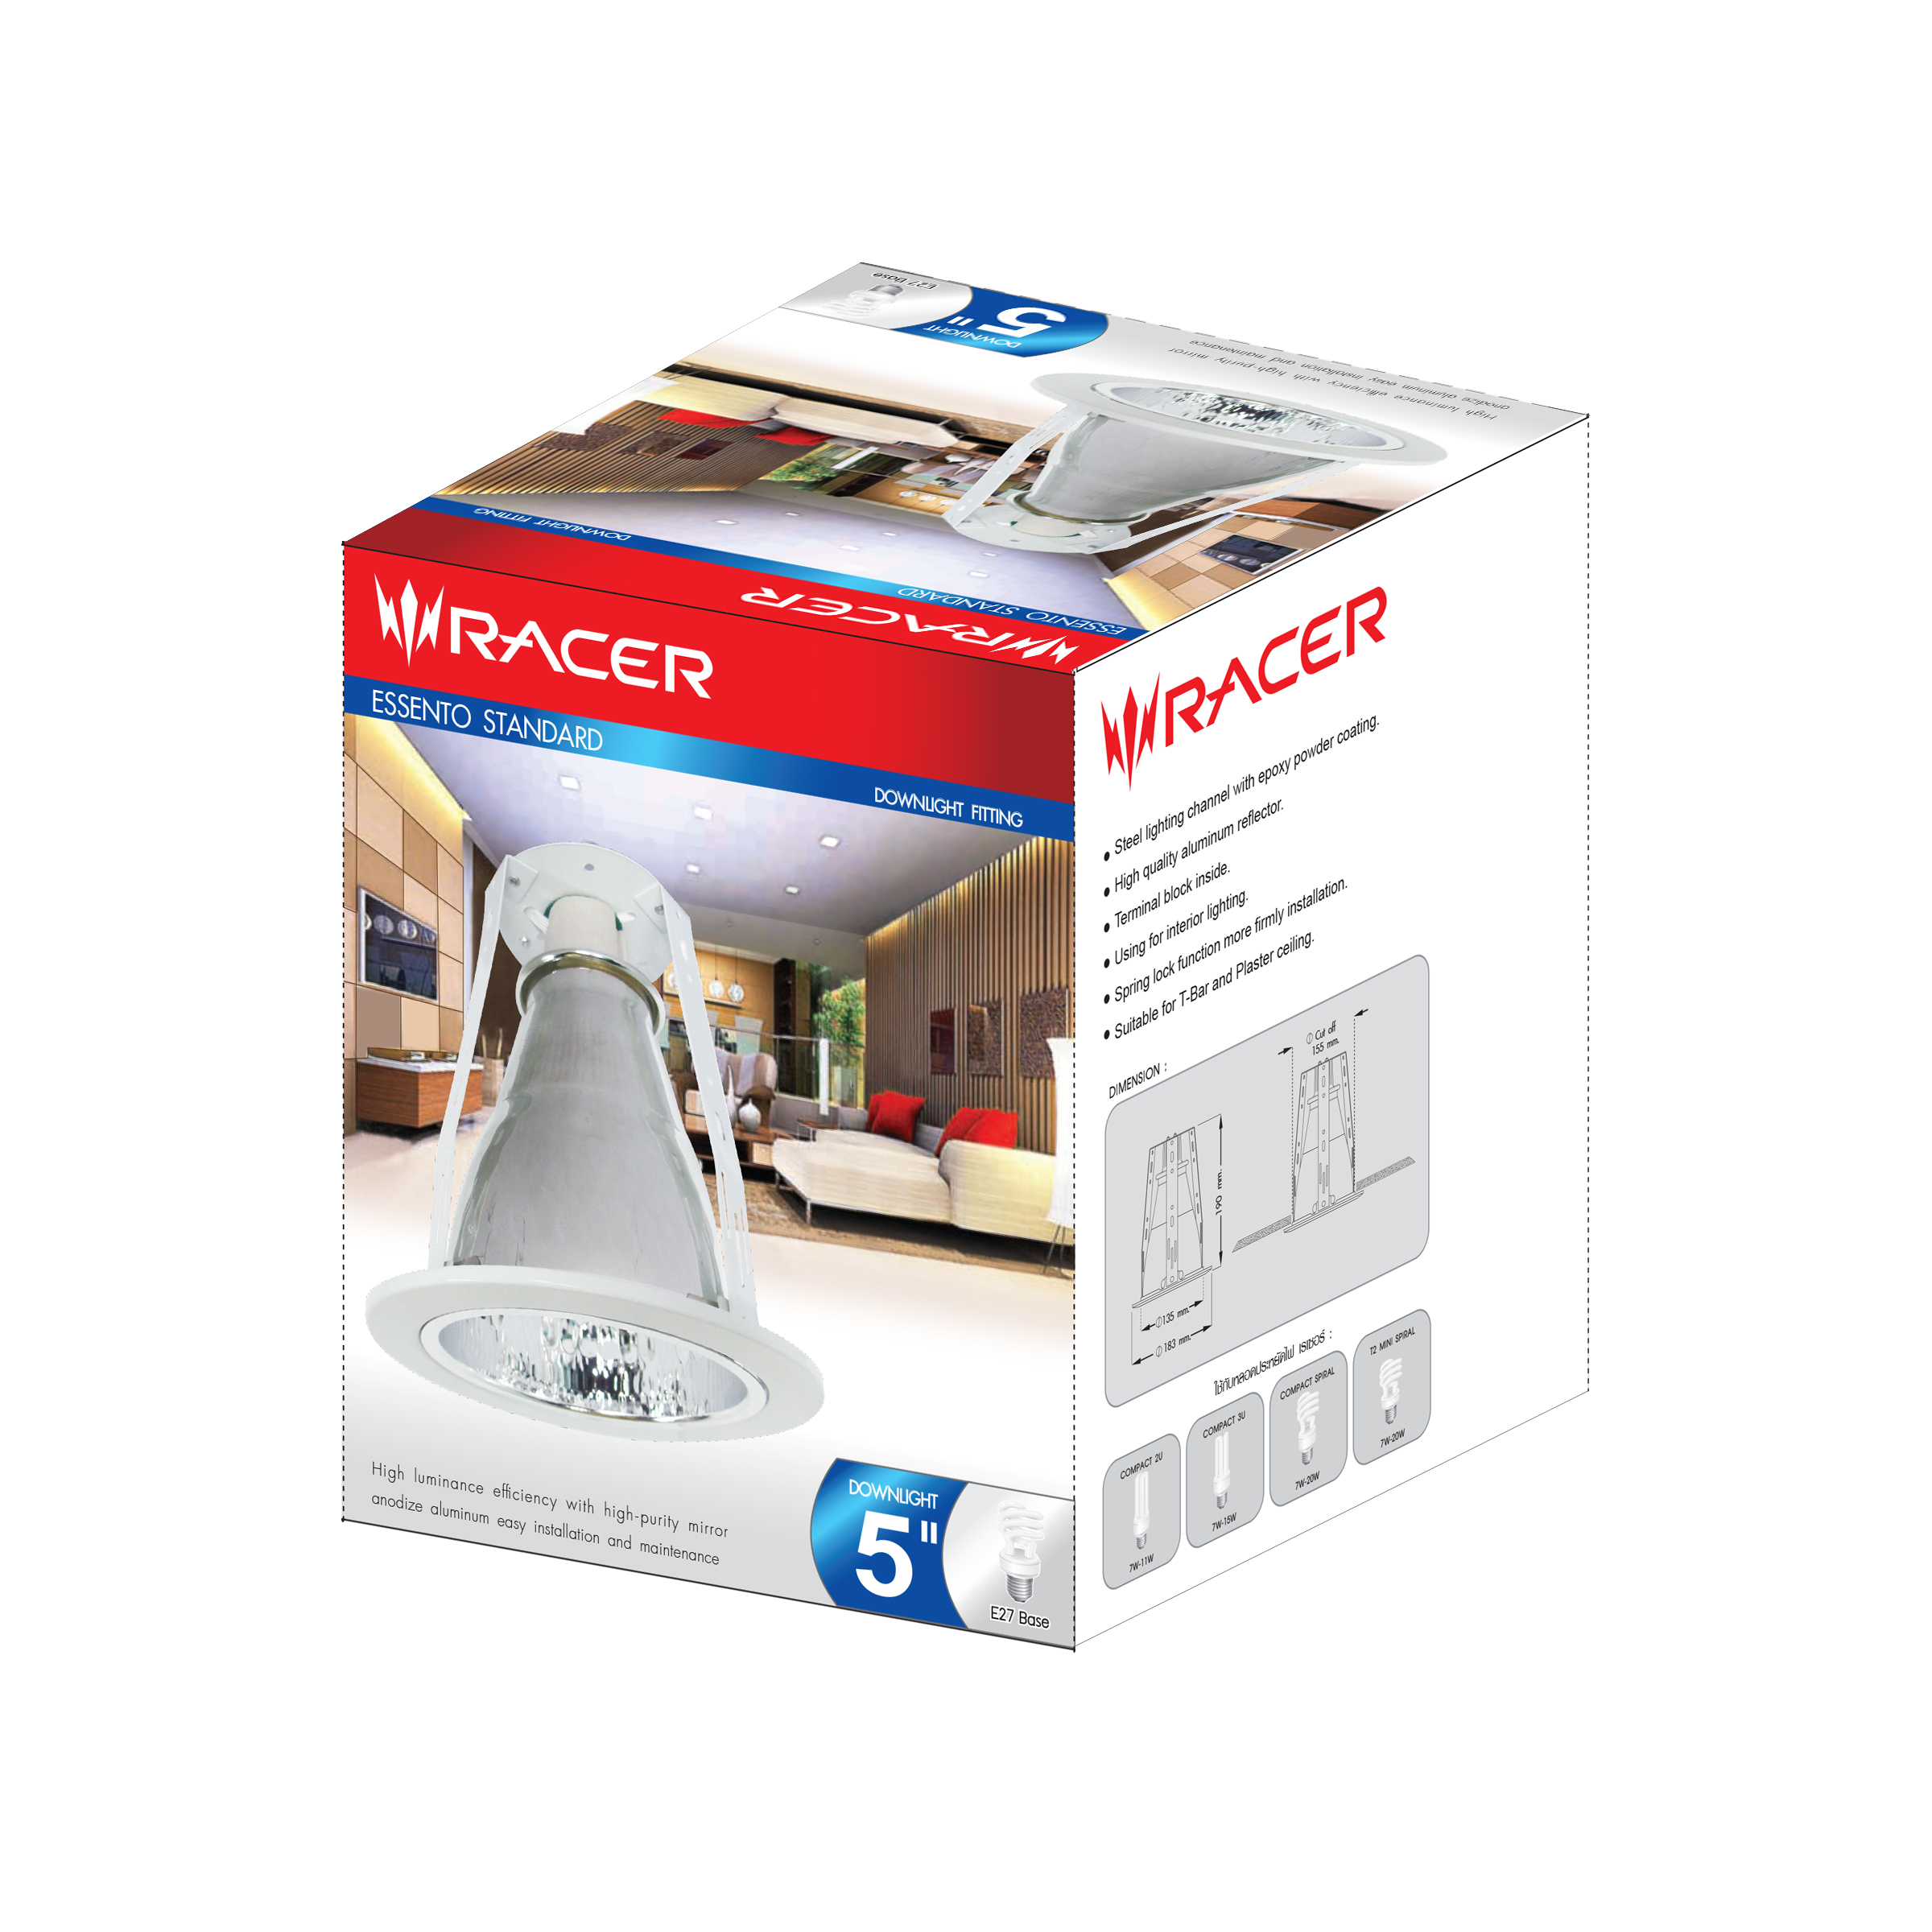 E27 Base
DOWNLIGHT
5"
High luminance efficiency with high-purity mirror
anodize aluminum easy installation and maintenance
DOWNLIGHT FITTING
ESSENTO STANDARD
RACER
RACER
ESSENTO STANDARD
DOWNLIGHT FITTING
High luminance efficiency with high-purity mirror
anodize aluminum easy installation and maintenance
DOWNLIGHT
5"
E27 Base
RACER
• Steel lighting channel with epoxy powder coating.
• High quality aluminum reflector.
• Terminal block inside.
• Using for interior lighting.
• Spring lock function more firmly installation.
• Suitable for T-Bar and Plaster ceiling.
DIMENSION :
Cut off
155 mm.
190 mm.
135 mm.
183 mm.
ใช้กับหลอดประหยัดไฟ เรเซอร์ :
COMPACT 2U
7W-11W
COMPACT 3U
7W-15W
COMPACT SPIRAL
7W-20W
T2 MINI SPIRAL
7W-20W